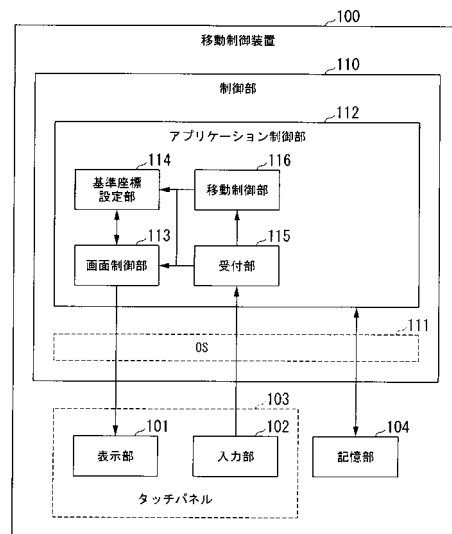 100
移動制御装置
110
制御部
112
アプリケーション制御部
114
116
基準座標
設定部
移動制御部
113
115
画面制御部
受付部
111
OS
103
101
102
104
表示部
入力部
記憶部
タッチパネル